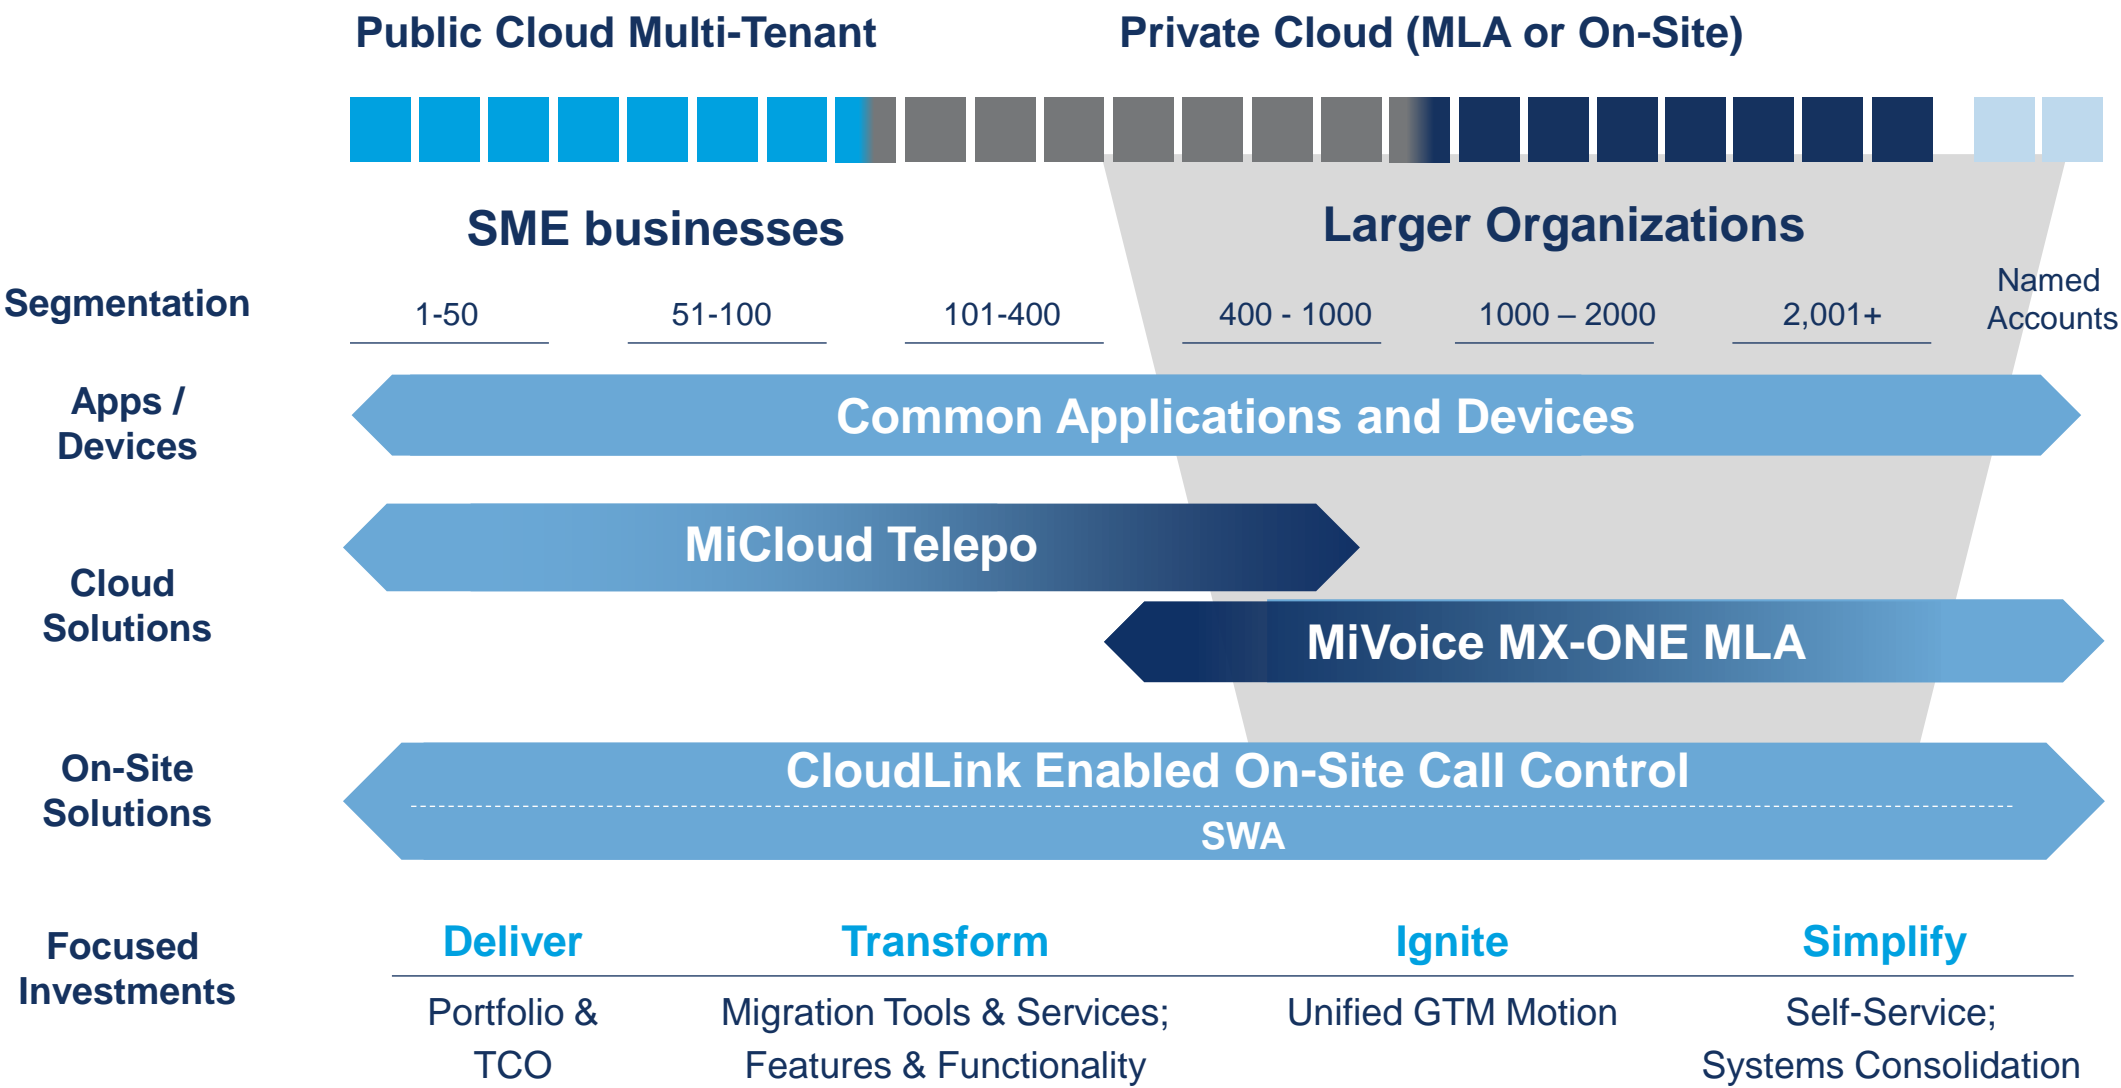 Public Cloud Multi-Tenant
Private Cloud (MLA or On-Site)
SME businesses
Larger Organizations
Segmentation
1-50
51-100
101-400
400 - 1000
1000 – 2000
2,001+
Named
Accounts
Apps /
Devices
Common Applications and Devices
Cloud
Solutions
MiCloud Telepo
MiVoice MX-ONE MLA
On-Site
Solutions
CloudLink Enabled On-Site Call Control
SWA
Focused
Investments
Deliver
Portfolio &
TCO
Transform
Migration Tools & Services;
Features & Functionality
Ignite
Unified GTM Motion
Simplify
Self-Service;
Systems Consolidation